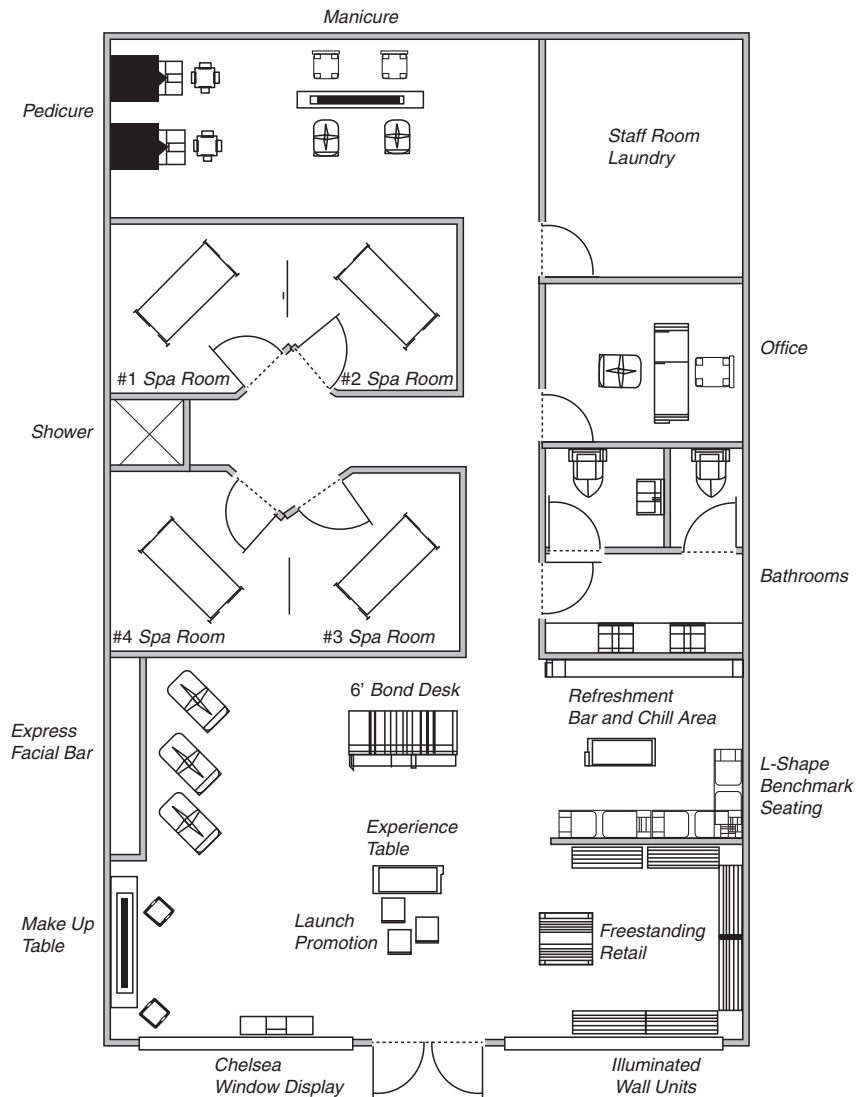 Manicure
Pedicure
Staff Room
Laundry
#1 Spa Room
#2 Spa Room
Office
Shower
#4 Spa Room
#3 Spa Room
Bathrooms
6' Bond Desk
Refreshment
Bar and Chill Area
Express
Facial Bar
L-Shape
Benchmark
Seating
Experience
Table
Make Up
Table
Launch
Promotion
Freestanding
Retail
Chelsea
Window Display
Illuminated
Wall Units